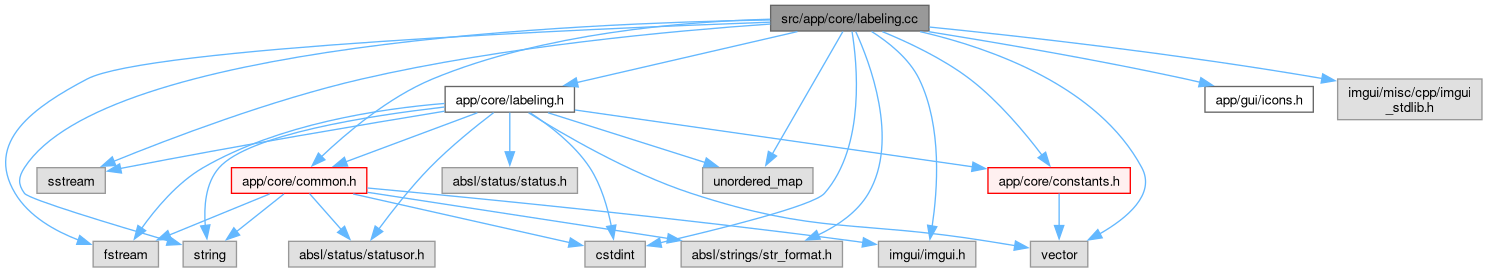 src/app/core/labeling.cc
app/core/labeling.h
app/gui/icons.h
imgui/misc/cpp/imgui
_stdlib.h
sstream
app/core/common.h
absl/status/status.h
unordered_map
app/core/constants.h
fstream
string
absl/status/statusor.h
cstdint
absl/strings/str_format.h
imgui/imgui.h
vector